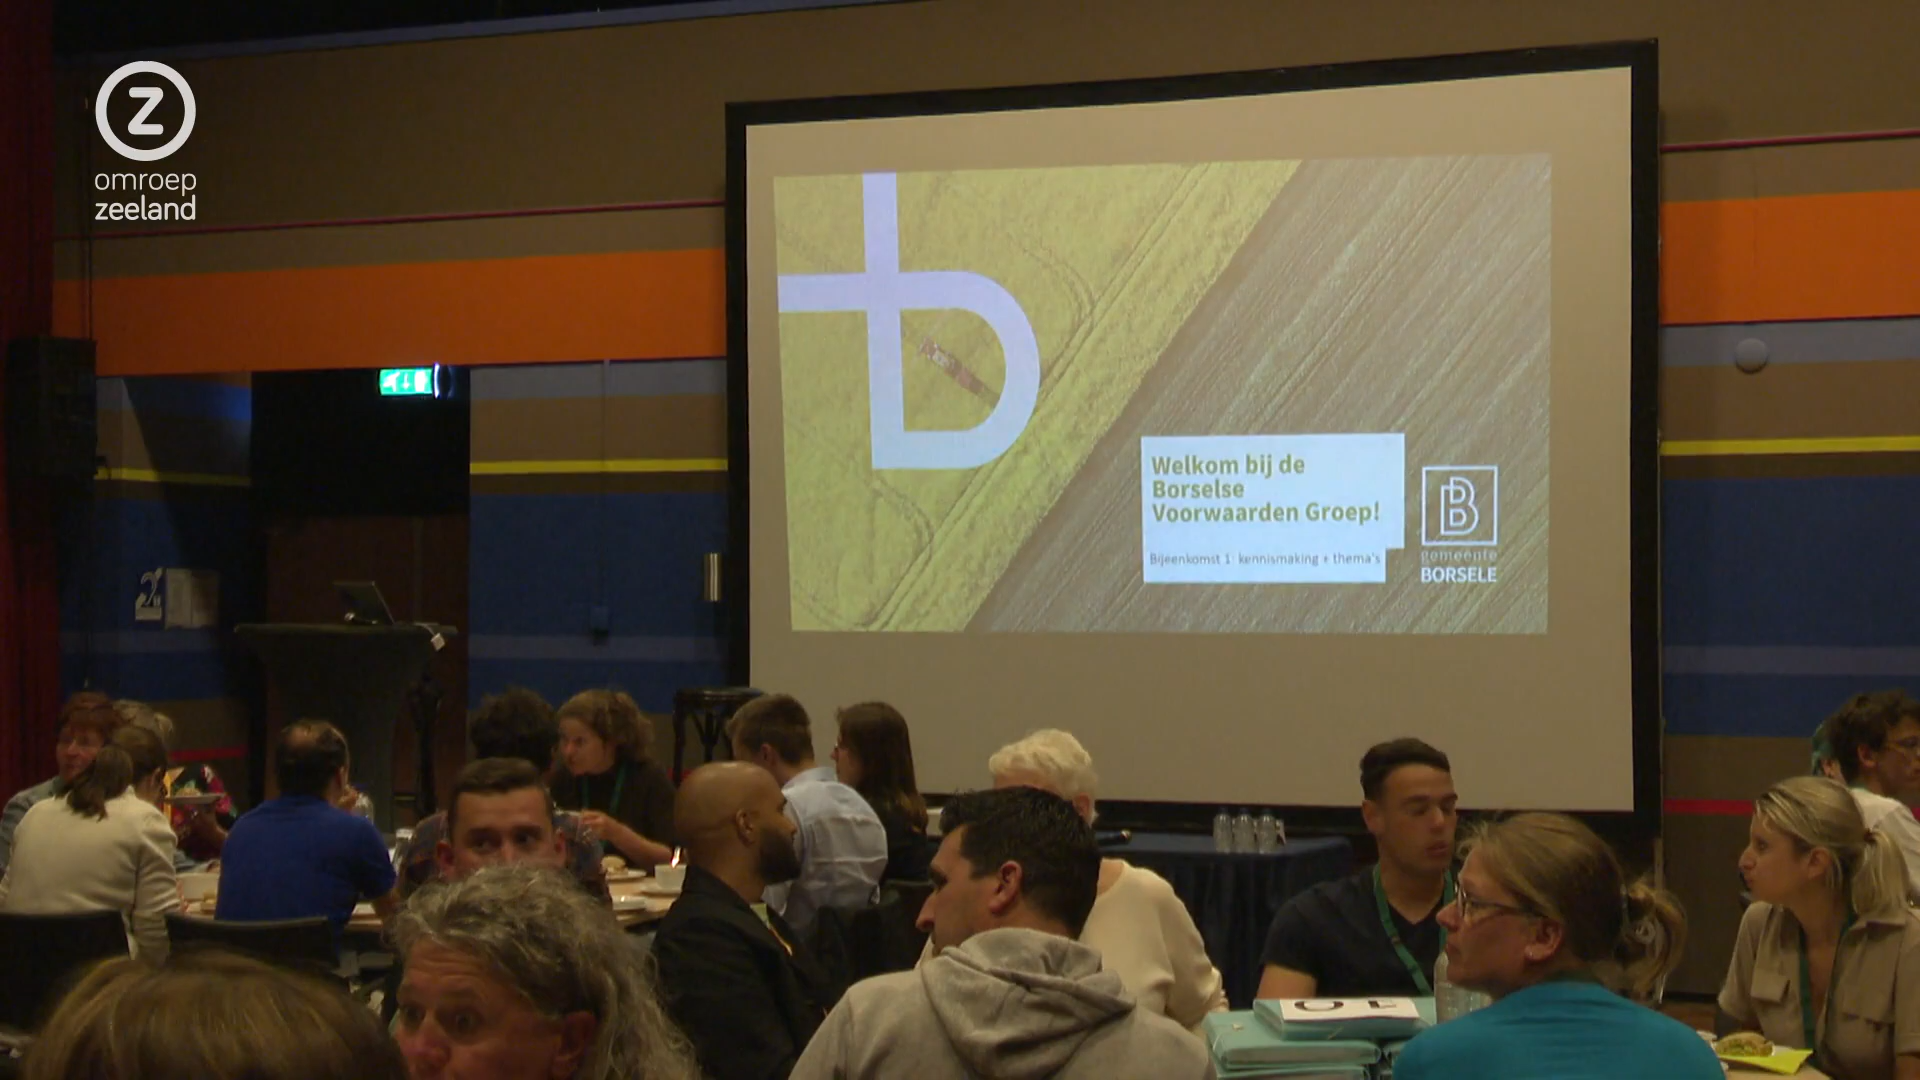 Z
omroep
zeeland
Welkom bij de
Borselse
Voorwaarden Groep!
Bijeenkomst 1: kennismaking + thema's
gemeente
BORSELE